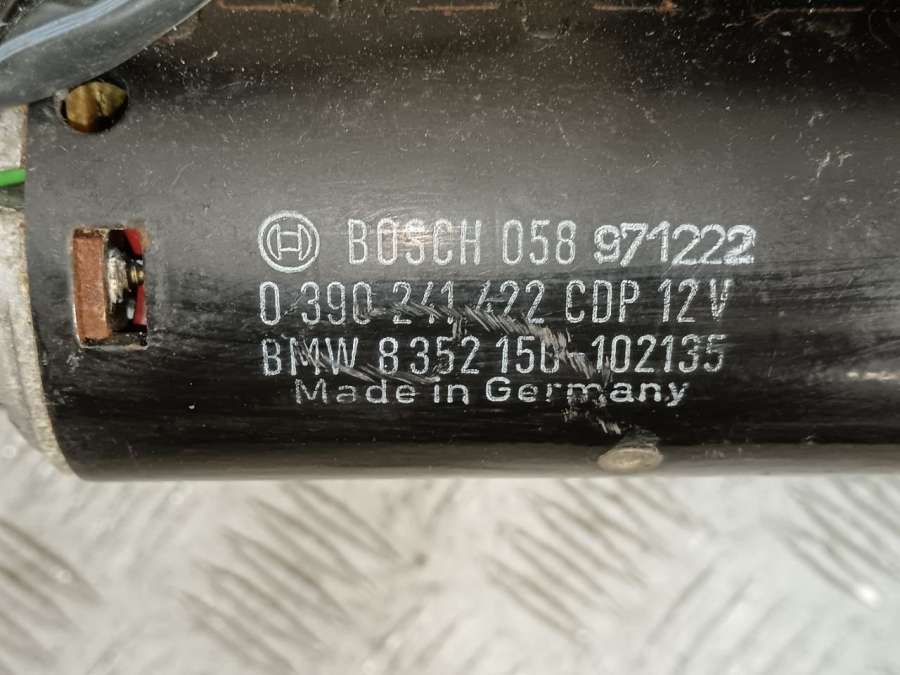 BOSCH 058 971222
0 390 241 422 CDP 12V
BMW 8 352 150-102135
Made in Germany